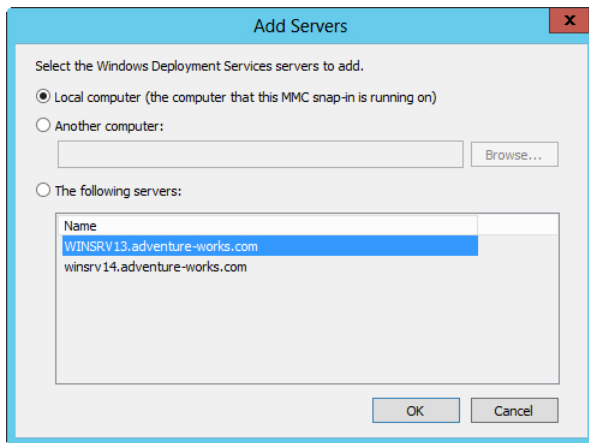 Add Servers
x
Select the Windows Deployment Services servers to add.
Local computer (the computer that this MMC snap-in is running on)
Another computer:
Browse...
The following servers:
Name
WINSRV13.adventure-works.com
winsrv14.adventure-works.com
OK Cancel